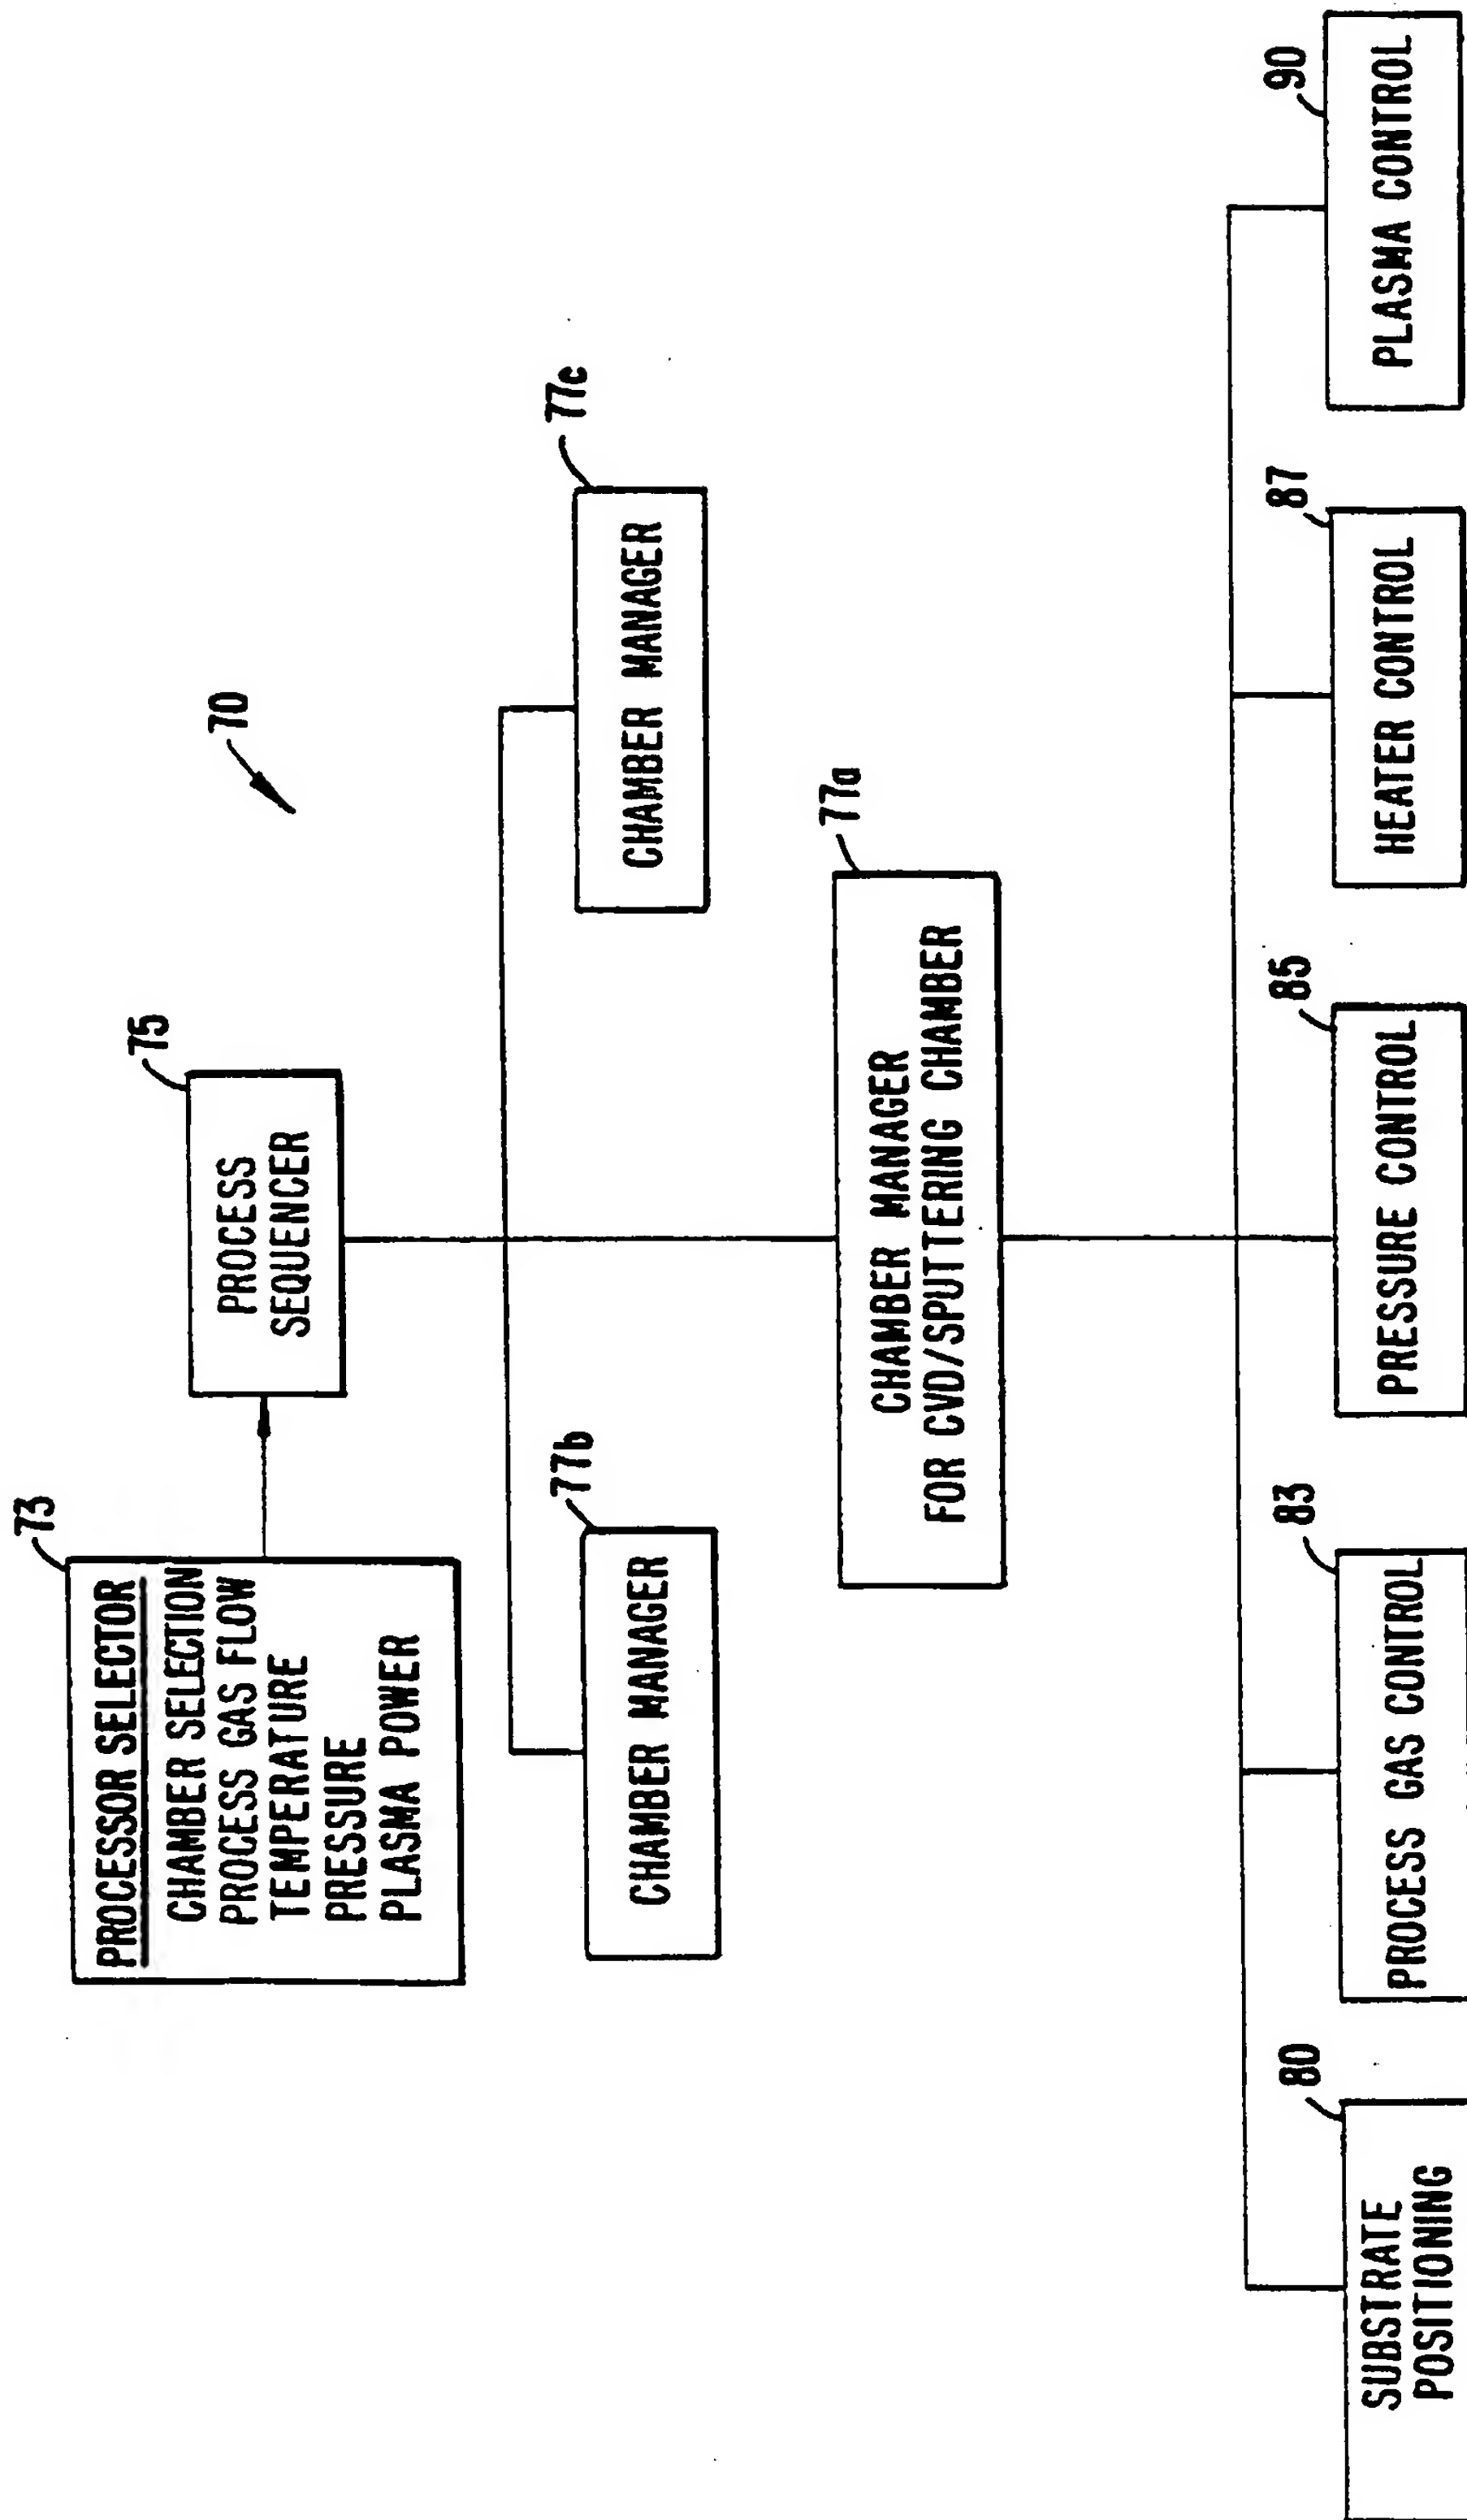 70
73
PROCESSOR SELECTOR
CHAMBER SELECTION
PROCESS GAS FLOW
TEMPERATURE
PRESSURE
PLASMA POWER
75
PROCESS
SEQUENCER
77b
CHAMBER MANAGER
77c
CHAMBER MANAGER
77a
CHAMBER MANAGER
FOR CVD/SPUTTERING CHAMBER
80
SUBSTRATE
POSITIONING
83
PROCESS GAS CONTROL
85
PRESSURE CONTROL
87
HEATER CONTROL
90
PLASMA CONTROL